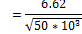 = 6.62
√50 * 10³